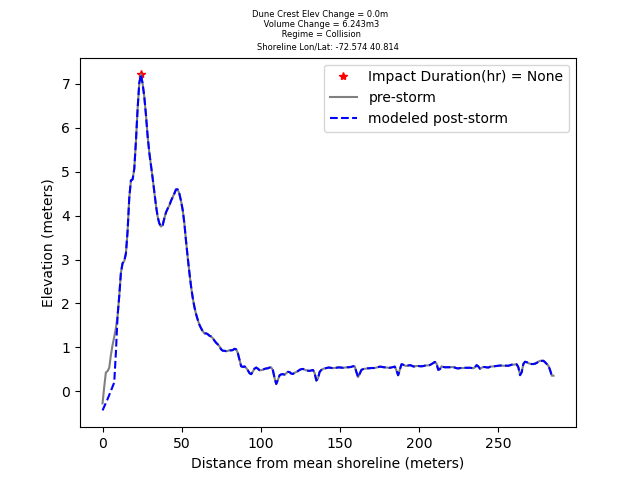 Dune Crest Elev Change = 0.0m
Volume Change = 6.243m3
Regime = Collision
Shoreline Lon/Lat: -72.574 40.814
Impact Duration(hr) = None
pre-storm
modeled post-storm
Elevation (meters)
7
6
5
4
3
2
1
0
0 50 100 150 200 250
Distance from mean shoreline (meters)